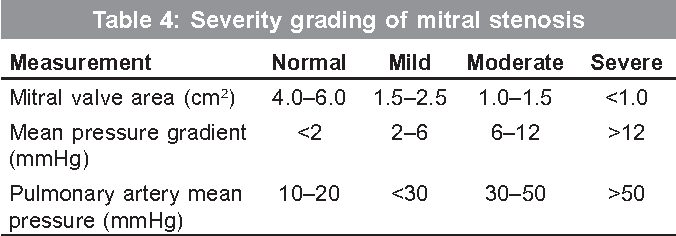 Table 4: Severity grading of mitral stenosis
Measurement Normal Mild Moderate Severe
Mitral valve area (cm²) 4.0–6.0 1.5–2.5 1.0–1.5 <1.0
Mean pressure gradient <2 2–6 6–12 >12
(mmHg)
Pulmonary artery mean 10–20 <30 30–50 >50
pressure (mmHg)